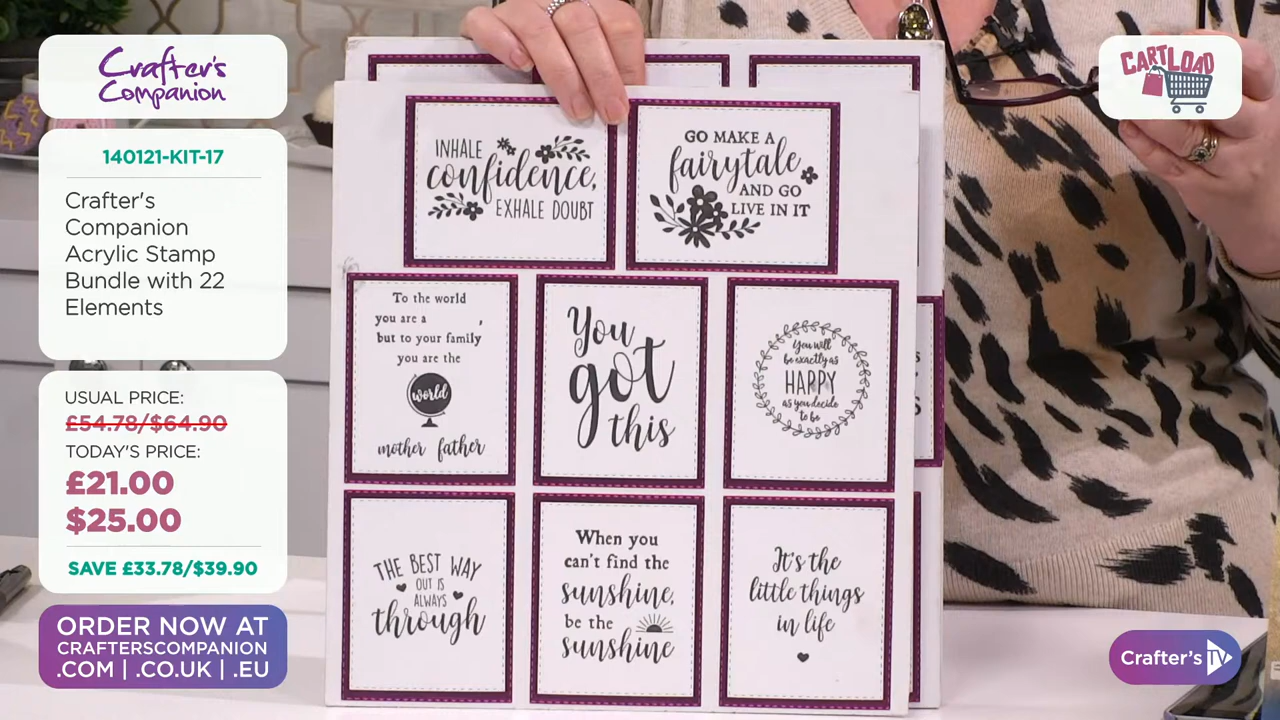 Crafter's
Companion
140121-KIT-17
Crafter's
Companion
Acrylic Stamp
Bundle with 22
Elements
USUAL PRICE:
£54.78/$64.90
TODAY'S PRICE:
£21.00
$25.00
SAVE £33.78/$39.90
ORDER NOW AT
CRAFTERSCOMPANION
.COM | .CO.UK | .EU
INHALE
confidence,
EXHALE DOUBT
GO MAKE A
fairytale
AND GO
LIVE IN IT
To the world
you are a ,
but to your family
you are the
world
mother father
You
got
this
You will
be exactly as
HAPPY
as you decide
to be
THE BEST WAY
OUT IS
ALWAYS
through
When you
can't find the
sunshine,
be the
sunshine
It's the
little things
in life
CARTLOAD
Crafter's TV